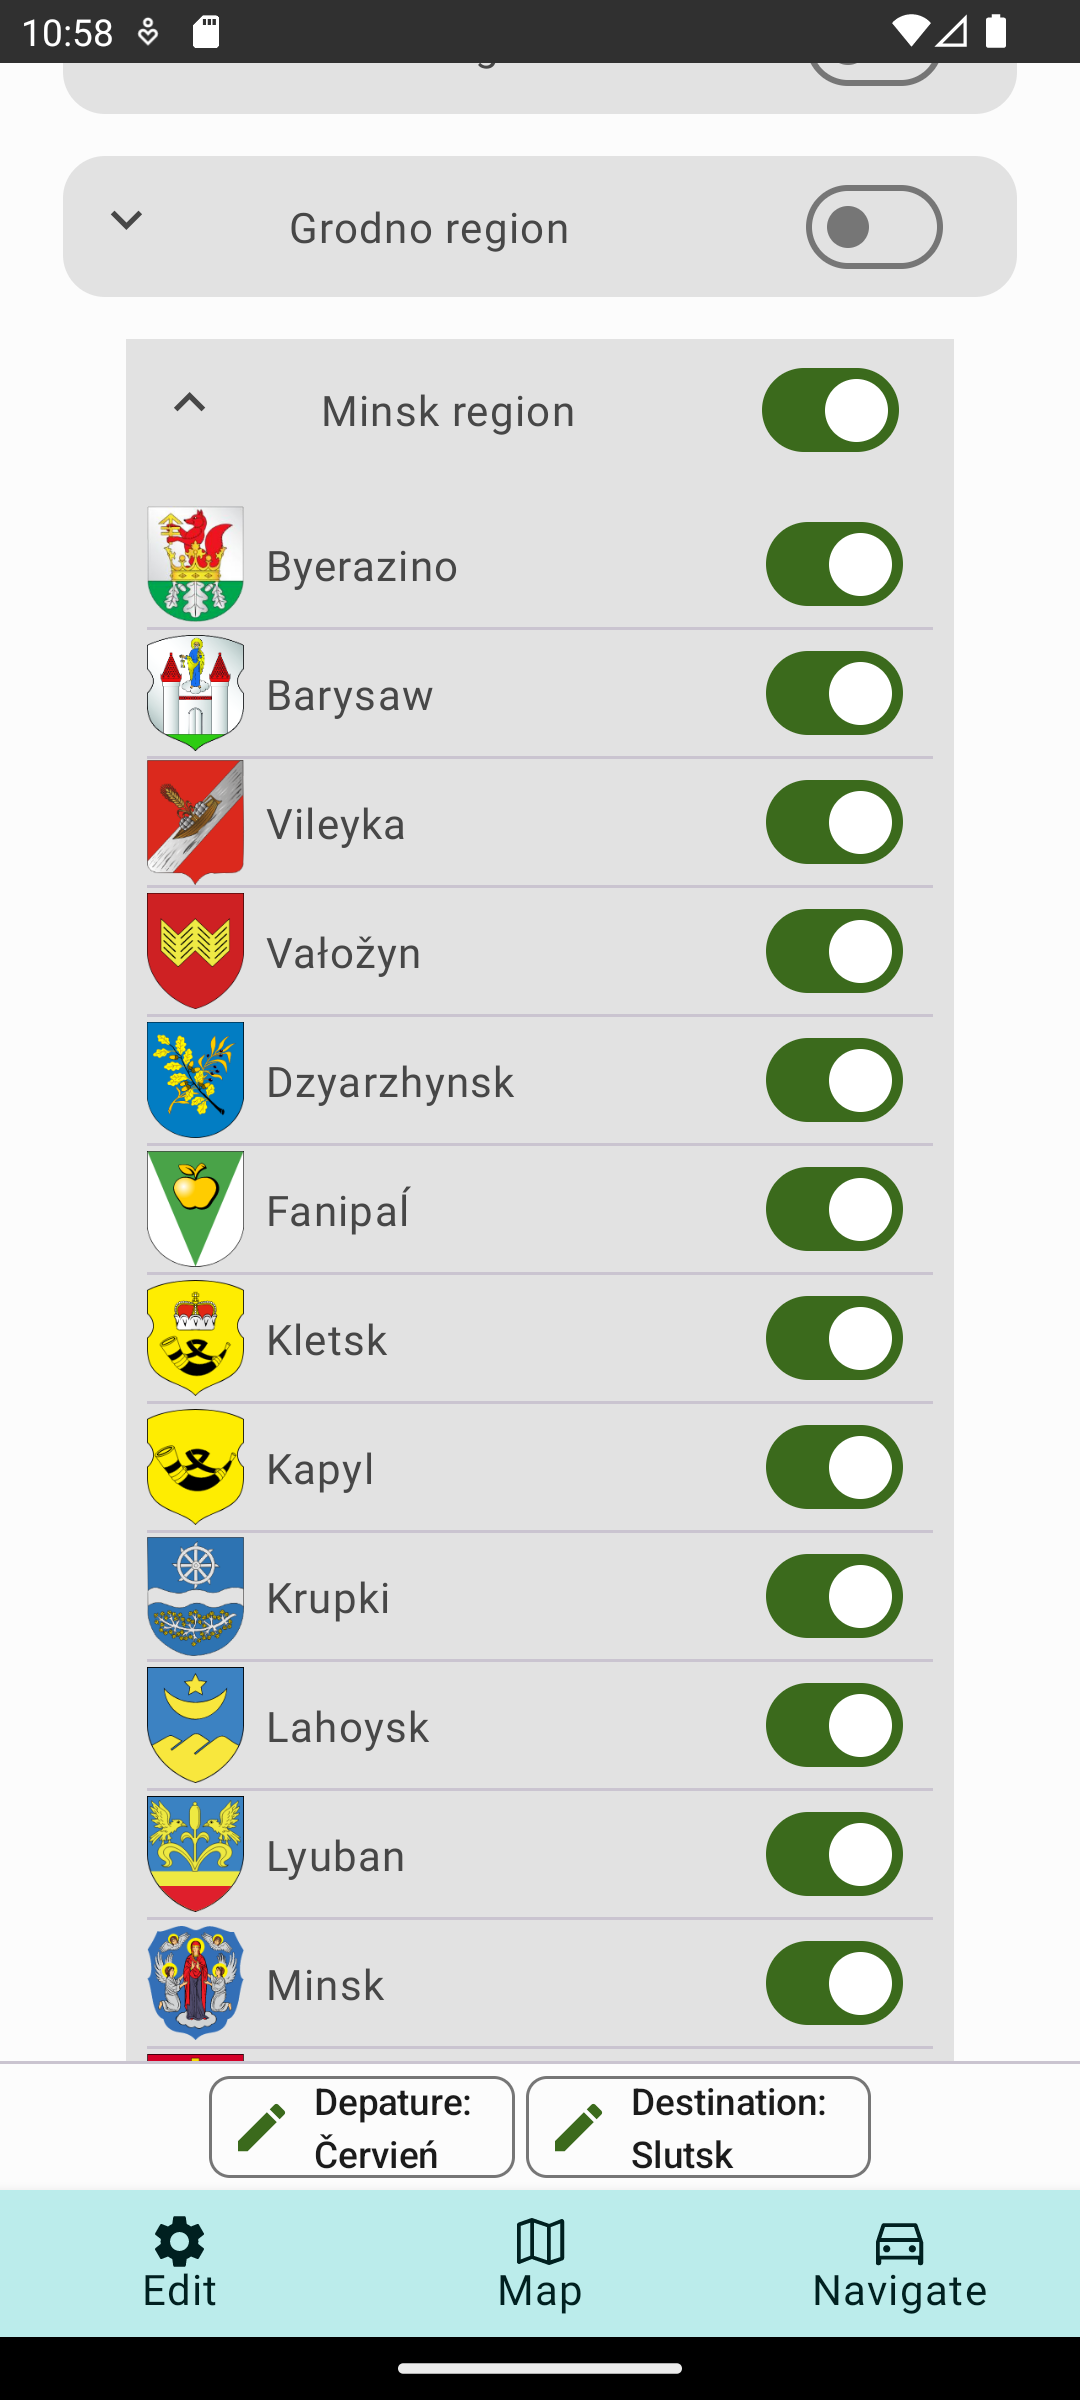 10:58
Grodno region
Minsk region
Byerazino
Barysaw
Vileyka
Vałožyn
Dzyarzhynsk
Fanipaĺ
Kletsk
Kapyl
Krupki
Lahoysk
Lyuban
Minsk
Depature:
Červień
Destination:
Slutsk
Edit
Map
Navigate